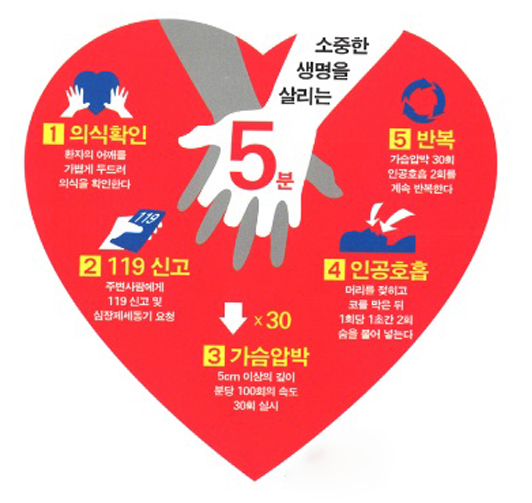 소중한
생명을
살리는
5분
1 의식확인
환자의 어깨를
가볍게 두드려
의식을 확인한다
119
2 119 신고
주변사람에게
119 신고 및
심장제세동기 요청
x 30
3 가슴압박
5cm 이상의 깊이
분당 100회의 속도
30회 실시
4 인공호흡
머리를 젖히고
코를 막은 뒤
1회당 1초간 2회
숨을 불어 넣는다
5 반복
가슴압박 30회
인공호흡 2회를
계속 반복한다